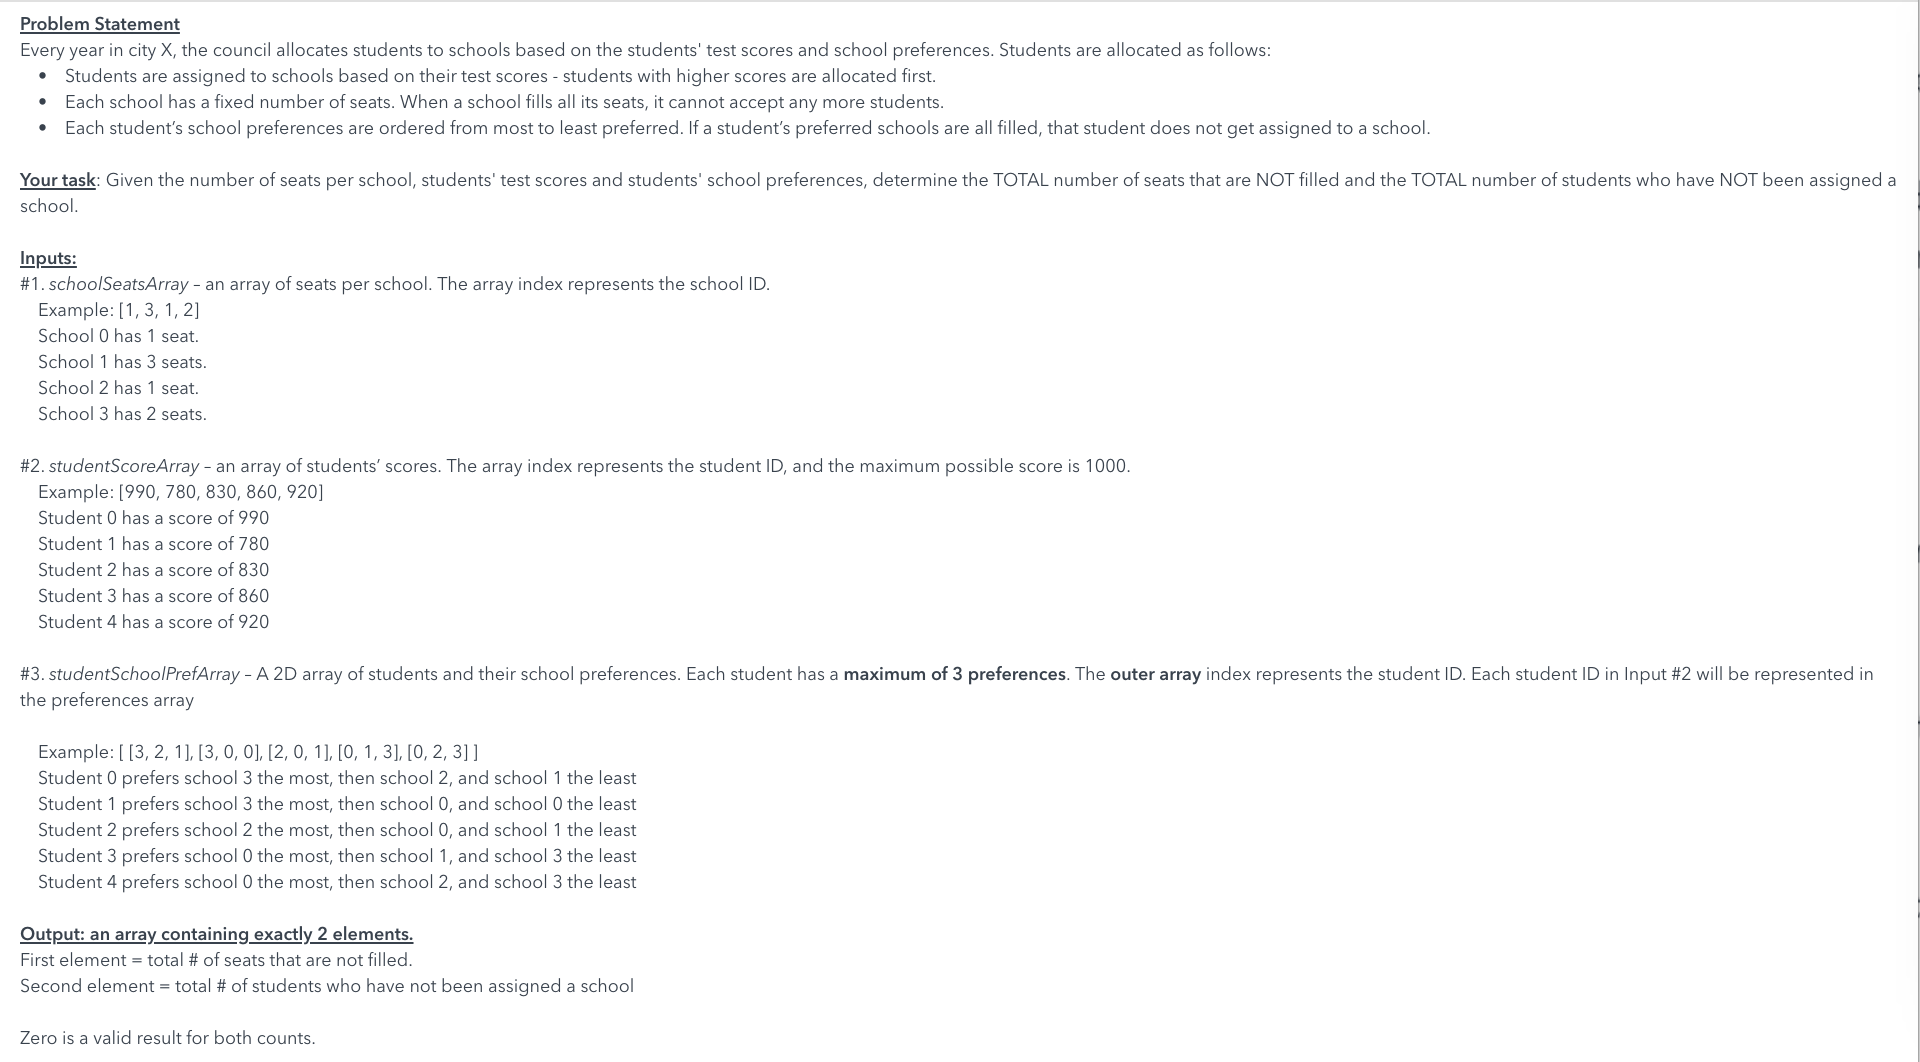 Problem Statement
Every year in city X, the council allocates students to schools based on the students' test scores and school preferences. Students are allocated as follows:
• Students are assigned to schools based on their test scores - students with higher scores are allocated first.
• Each school has a fixed number of seats. When a school fills all its seats, it cannot accept any more students.
• Each student’s school preferences are ordered from most to least preferred. If a student’s preferred schools are all filled, that student does not get assigned to a school.
Your task: Given the number of seats per school, students' test scores and students' school preferences, determine the TOTAL number of seats that are NOT filled and the TOTAL number of students who have NOT been assigned a
school.
Inputs:
#1. schoolSeatsArray – an array of seats per school. The array index represents the school ID.
Example: [1, 3, 1, 2]
School 0 has 1 seat.
School 1 has 3 seats.
School 2 has 1 seat.
School 3 has 2 seats.
#2. studentScoreArray – an array of students’ scores. The array index represents the student ID, and the maximum possible score is 1000.
Example: [990, 780, 830, 860, 920]
Student 0 has a score of 990
Student 1 has a score of 780
Student 2 has a score of 830
Student 3 has a score of 860
Student 4 has a score of 920
#3. studentSchoolPrefArray – A 2D array of students and their school preferences. Each student has a maximum of 3 preferences. The outer array index represents the student ID. Each student ID in Input #2 will be represented in
the preferences array
Example: [ [3, 2, 1], [3, 0, 0], [2, 0, 1], [0, 1, 3], [0, 2, 3] ]
Student 0 prefers school 3 the most, then school 2, and school 1 the least
Student 1 prefers school 3 the most, then school 0, and school 0 the least
Student 2 prefers school 2 the most, then school 0, and school 1 the least
Student 3 prefers school 0 the most, then school 1, and school 3 the least
Student 4 prefers school 0 the most, then school 2, and school 3 the least
Output: an array containing exactly 2 elements.
First element = total # of seats that are not filled.
Second element = total # of students who have not been assigned a school
Zero is a valid result for both counts.